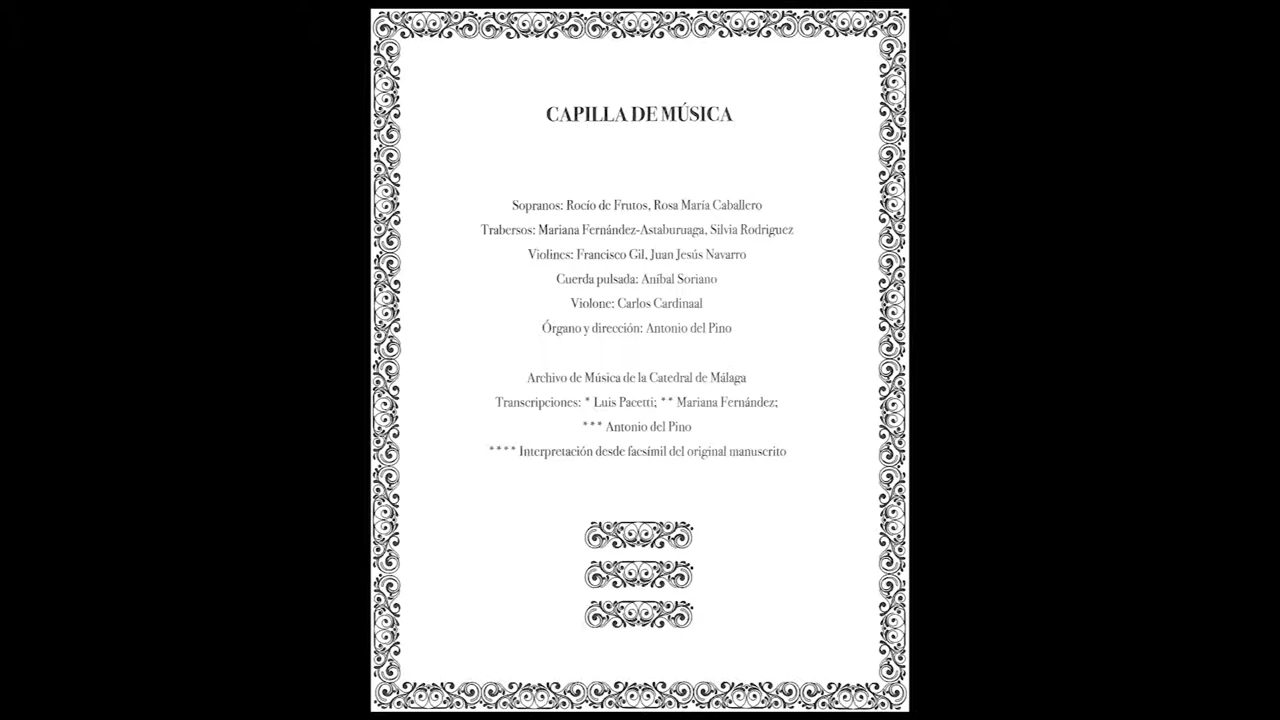 CAPILLA DE MÚSICA
Sopranos: Rocío de Frutos, Rosa María Caballero
Trabersos: Mariana Fernández-Astaburuaga, Silvia Rodriguez
Violines: Francisco Gil, Juan Jesús Navarro
Cuerda pulsada: Aníbal Soriano
Violone: Carlos Cardinaal
Órgano y dirección: Antonio del Pino
Archivo de Música de la Catedral de Málaga
Transcripciones: * Luis Pacetti; ** Mariana Fernández;
*** Antonio del Pino
**** Interpretación desde facsímil del original manuscrito